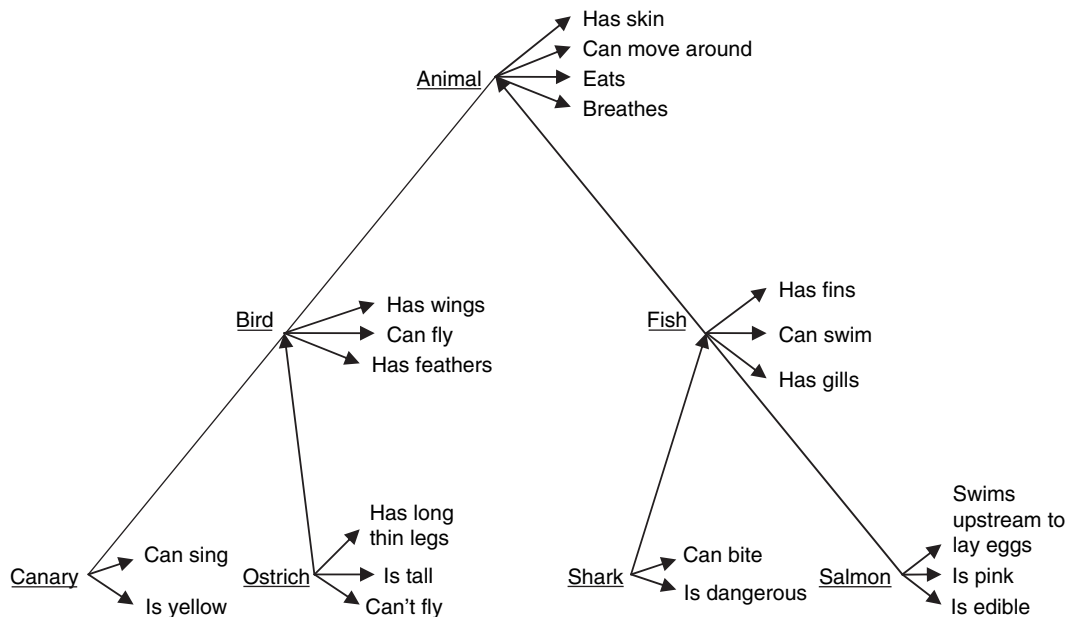 Has skin
Can move around
Animal
Eats
Breathes
Has wings
Bird
Can fly
Has feathers
Has fins
Fish
Can swim
Has gills
Can sing
Canary
Is yellow
Has long
thin legs
Ostrich
Is tall
Can't fly
Can bite
Shark
Is dangerous
Swims
upstream to
lay eggs
Salmon
Is pink
Is edible